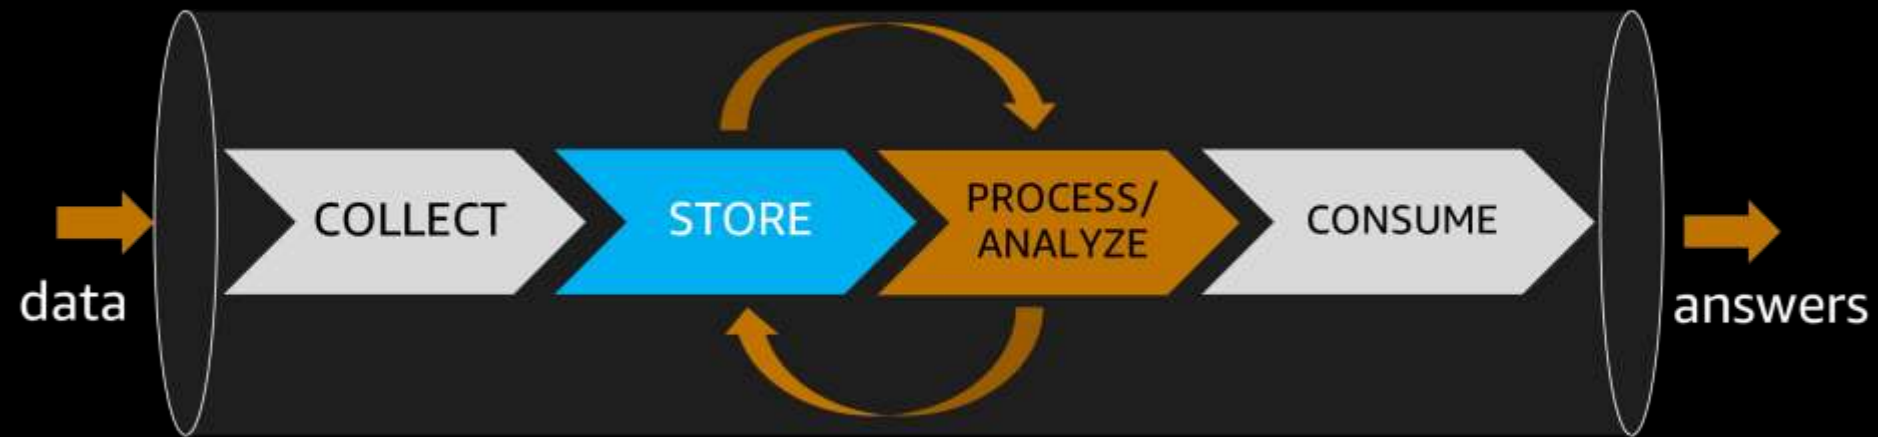 data
COLLECT
STORE
PROCESS/
ANALYZE
CONSUME
answers